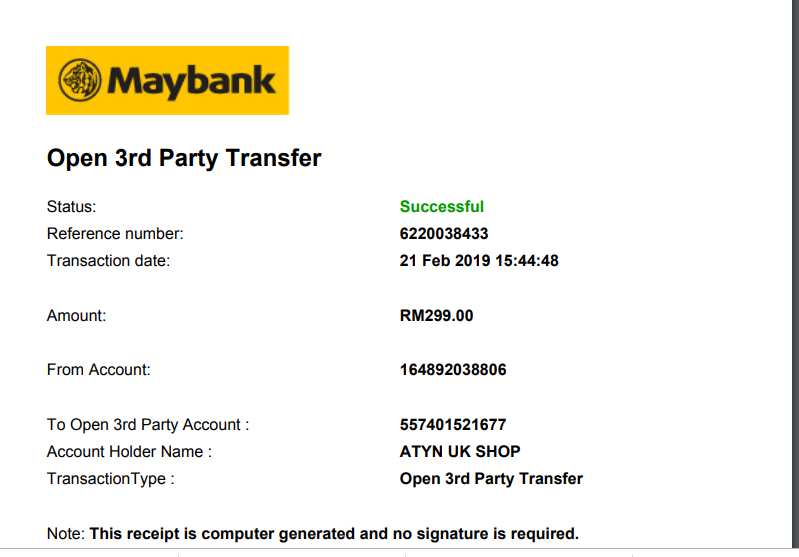 Maybank
Open 3rd Party Transfer
Status: Successful
Reference number: 6220038433
Transaction date: 21 Feb 2019 15:44:48
Amount: RM299.00
From Account: 164892038806
To Open 3rd Party Account : 557401521677
Account Holder Name : ATYN UK SHOP
TransactionType : Open 3rd Party Transfer
Note: This receipt is computer generated and no signature is required.